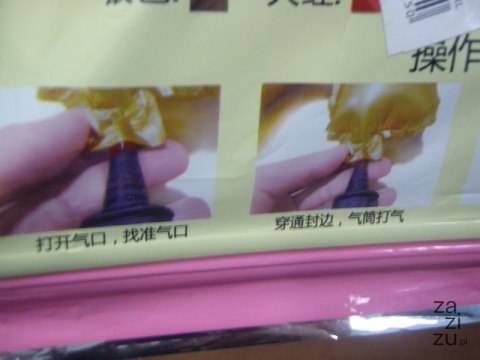 操作
打开气口，找准气口
穿通封边，气筒打气
za
zi
zu.pl